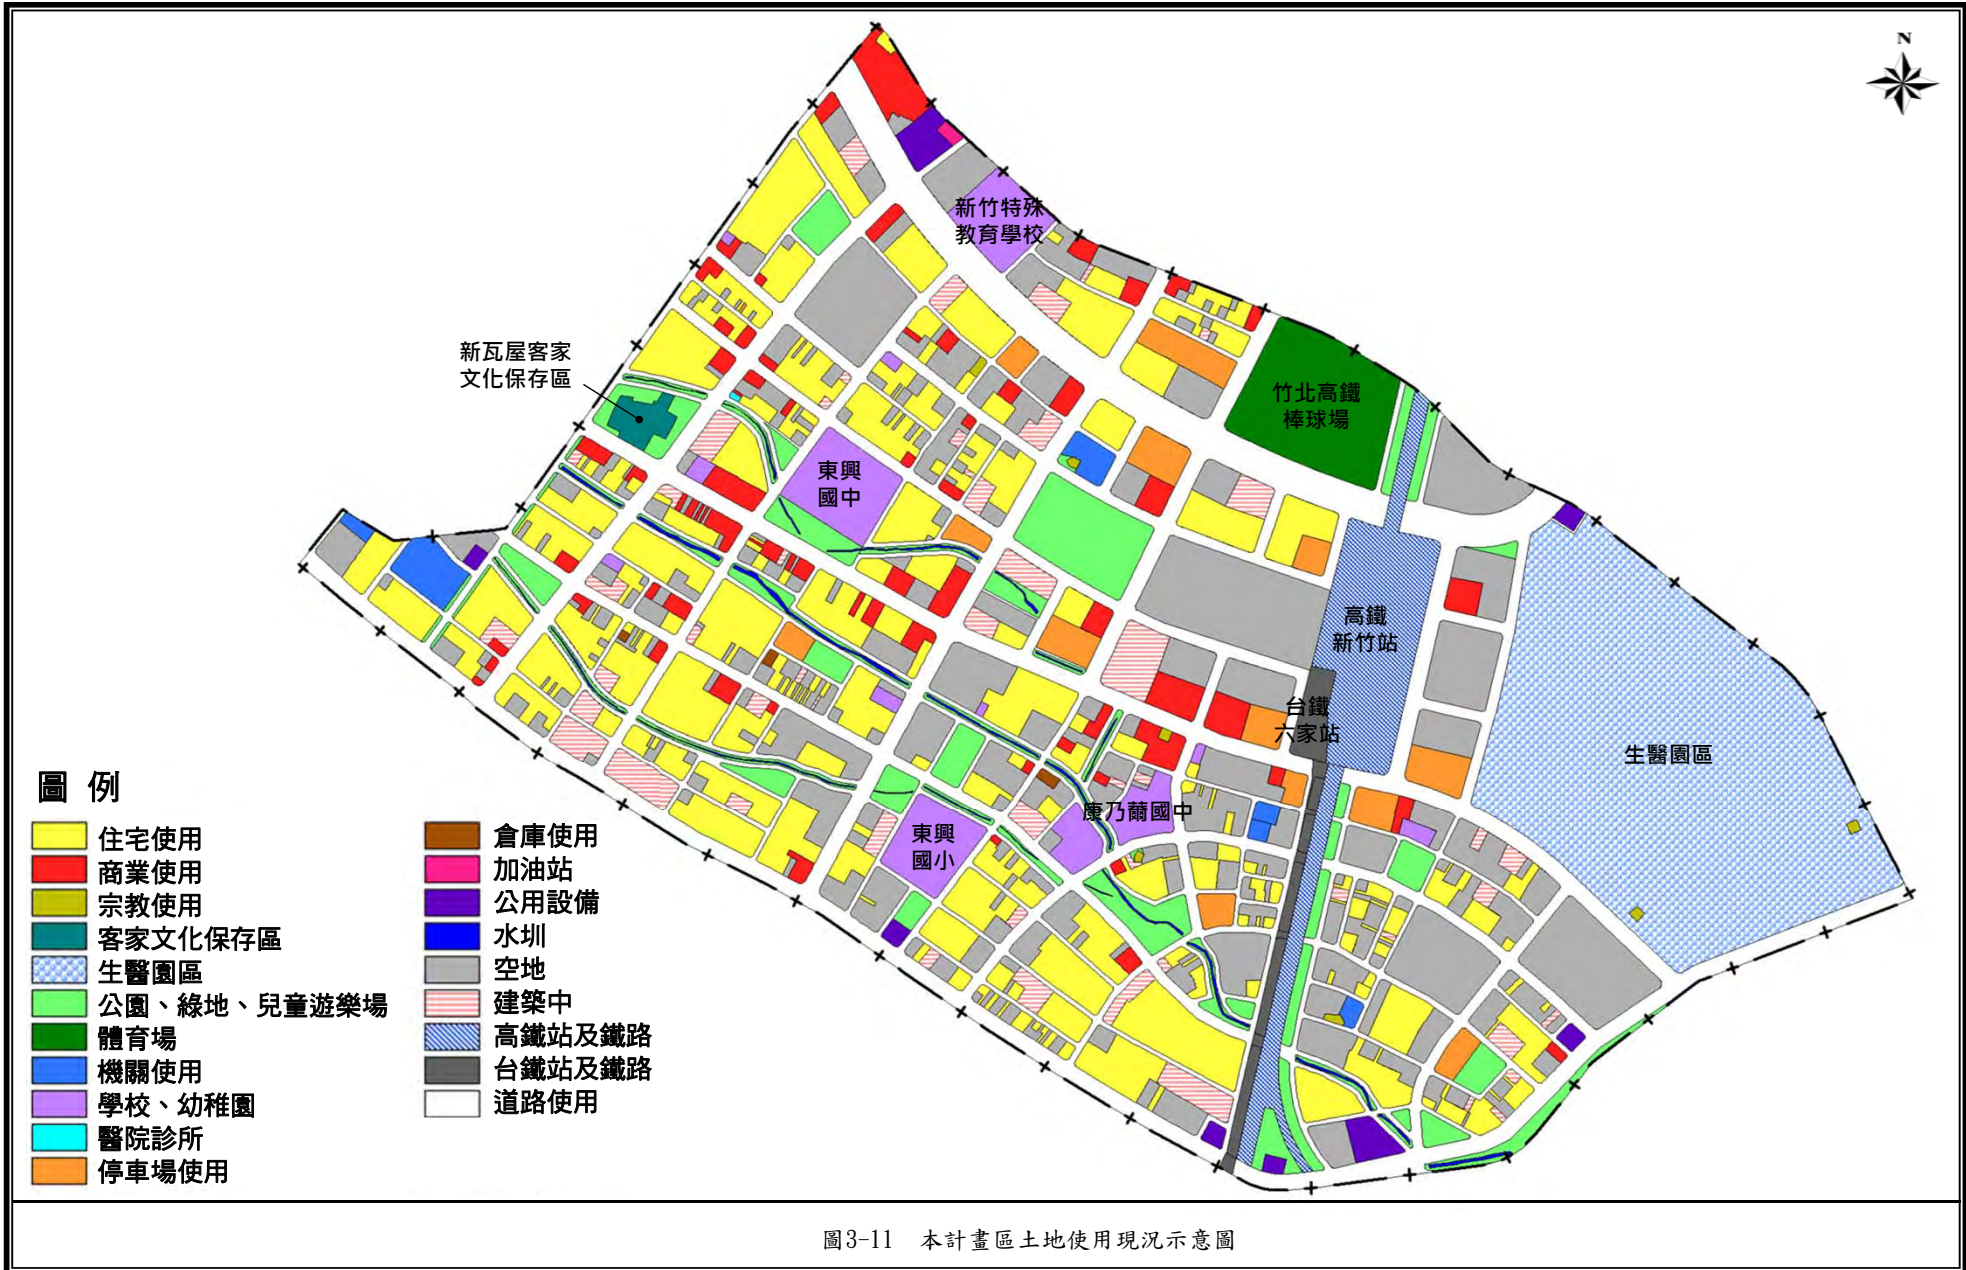 N
新竹特殊
教育學校
新瓦屋客家
文化保存區
竹北高鐵
棒球場
東興
國中
高鐵
新竹站
台鐵
六家站
生醫園區
康乃薾國中
東興
國小
圖 例
住宅使用
商業使用
宗教使用
客家文化保存區
生醫園區
公園、綠地、兒童遊樂場
體育場
機關使用
學校、幼稚園
醫院診所
停車場使用
倉庫使用
加油站
公用設備
水圳
空地
建築中
高鐵站及鐵路
台鐵站及鐵路
道路使用
圖3-11 本計畫區土地使用現況示意圖